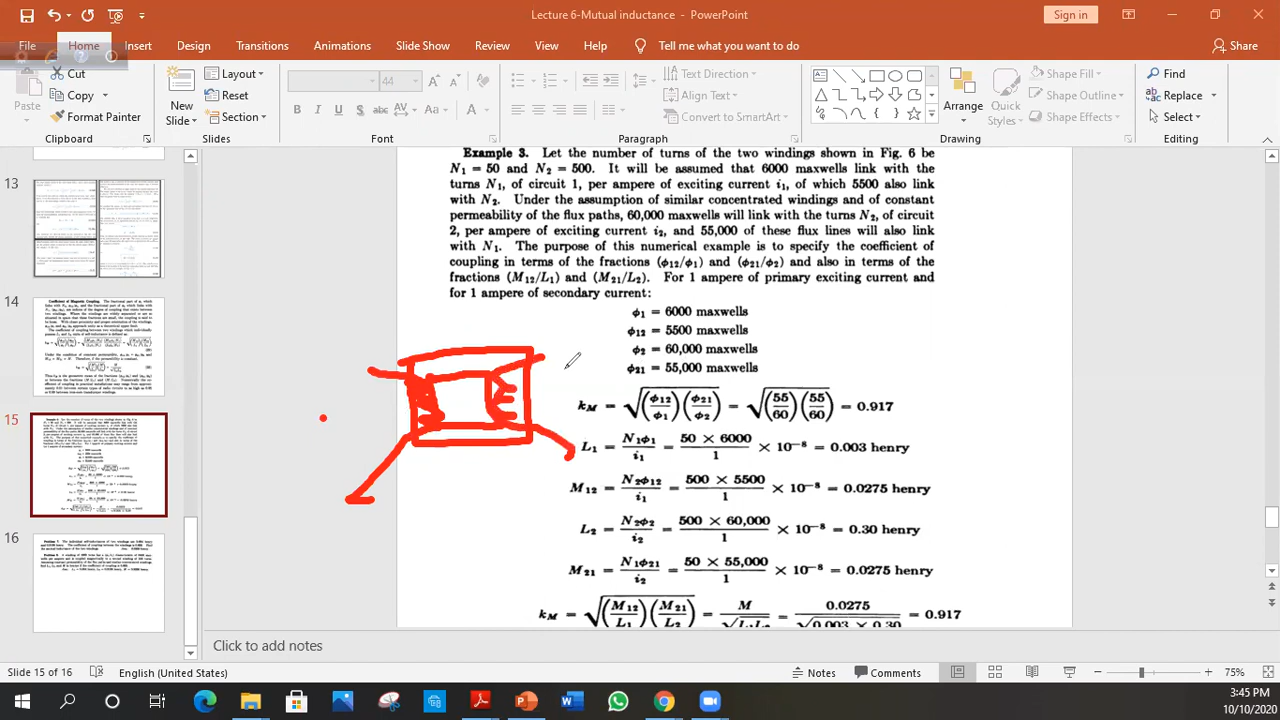 Lecture 6-Mutual inductance - PowerPoint
Sign in
File Home Insert Design Transitions Animations Slide Show Review View Help Tell me what you want to do Share
Cut
Copy
Format Painter
Paste
Clipboard
New
Slide
Layout
Reset
Section
Slides
44
B I U S abc AV Aa A
Font
Text Direction
Align Text
Convert to SmartArt
Paragraph
Arrange
Quick
Styles
Shape Fill
Shape Outline
Shape Effects
Drawing
Find
Replace
Select
Editing
13
14
15
16
Example 3. Let the number of turns of the two windings shown in Fig. 6 be
N₁ = 50 and N₂ = 500. It will be assumed that 6000 maxwells link with the
turns N₁, of circuit 1, per ampere of exciting current i₁, of which 5500 also link
with N₂. Under the assumption of similar concentrated windings and of constant
permeability of the flux paths, 60,000 maxwells will link with the turns N₂, of circuit
2, per ampere of exciting current i₂, and 55,000 of these flux lines will also link
with N₁. The purpose of this numerical example is to specify the coefficient of
coupling in terms of the fractions (φ₁₂/φ₁) and (φ₂₁/φ₂) and also in terms of the
fractions (M₁₂/L₁) and (M₂₁/L₂). For 1 ampere of primary exciting current and
for 1 ampere of secondary current:
φ₁ = 6000 maxwells
φ₁₂ = 5500 maxwells
φ₂ = 60,000 maxwells
φ₂₁ = 55,000 maxwells
k_M = √(φ₁₂/φ₁)(φ₂₁/φ₂) = √(55/60)(55/60) = 0.917
L₁ = N₁φ₁/i₁ = 50 × 6000/1 × 10⁻⁸ = 0.003 henry
M₁₂ = N₂φ₁₂/i₁ = 500 × 5500/1 × 10⁻⁸ = 0.0275 henry
L₂ = N₂φ₂/i₂ = 500 × 60,000/1 × 10⁻⁸ = 0.30 henry
M₂₁ = N₁φ₂₁/i₂ = 50 × 55,000/1 × 10⁻⁸ = 0.0275 henry
k_M = √(M₁₂/L₁)(M₂₁/L₂) = M/√L₁L₂ = 0.0275/√0.003 × 0.30 = 0.917
Click to add notes
Slide 15 of 16 English (United States) Notes Comments 75%
3:45 PM
10/10/2020